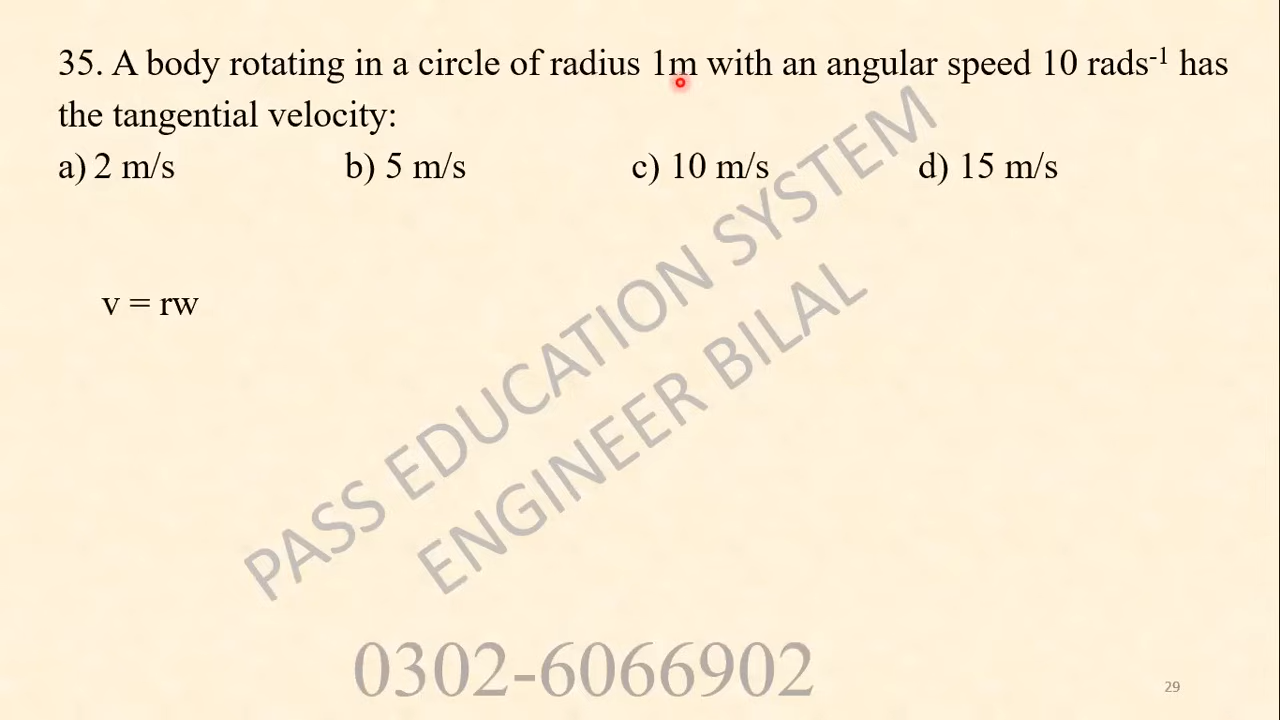 35. A body rotating in a circle of radius 1m with an angular speed 10 rads⁻¹ has
the tangential velocity:
a) 2 m/s b) 5 m/s c) 10 m/s d) 15 m/s
v = rw
PASS EDUCATION SYSTEM
ENGINEER BILAL
0302-6066902
29